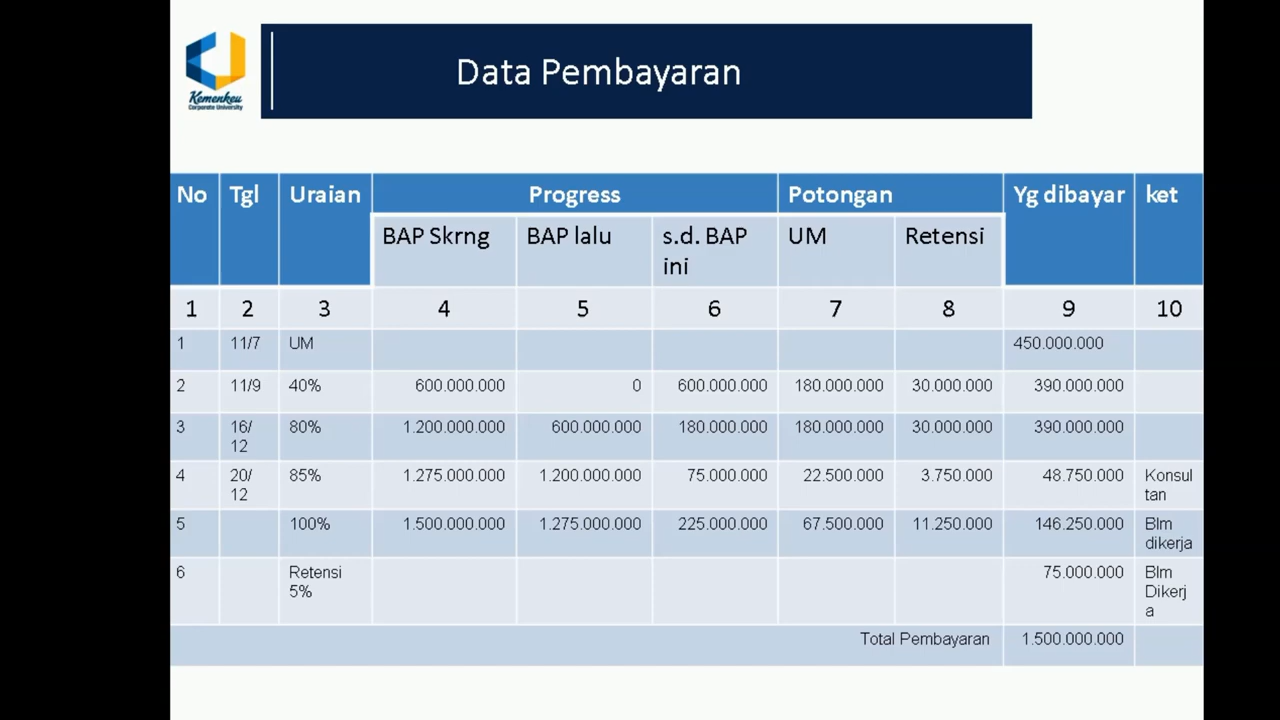 Kemenkeu
Corporate University
Data Pembayaran
No Tgl Uraian Progress Potongan Yg dibayar ket
BAP Skrng BAP lalu s.d. BAP ini UM Retensi
1 2 3 4 5 6 7 8 9 10
1 11/7 UM 450.000.000
2 11/9 40% 600.000.000 0 600.000.000 180.000.000 30.000.000 390.000.000
3 16/ 12 80% 1.200.000.000 600.000.000 180.000.000 180.000.000 30.000.000 390.000.000
4 20/ 12 85% 1.275.000.000 1.200.000.000 75.000.000 22.500.000 3.750.000 48.750.000 Konsul tan
5 100% 1.500.000.000 1.275.000.000 225.000.000 67.500.000 11.250.000 146.250.000 Blm dikerja
6 Retensi 5% 75.000.000 Blm Dikerj a
Total Pembayaran 1.500.000.000